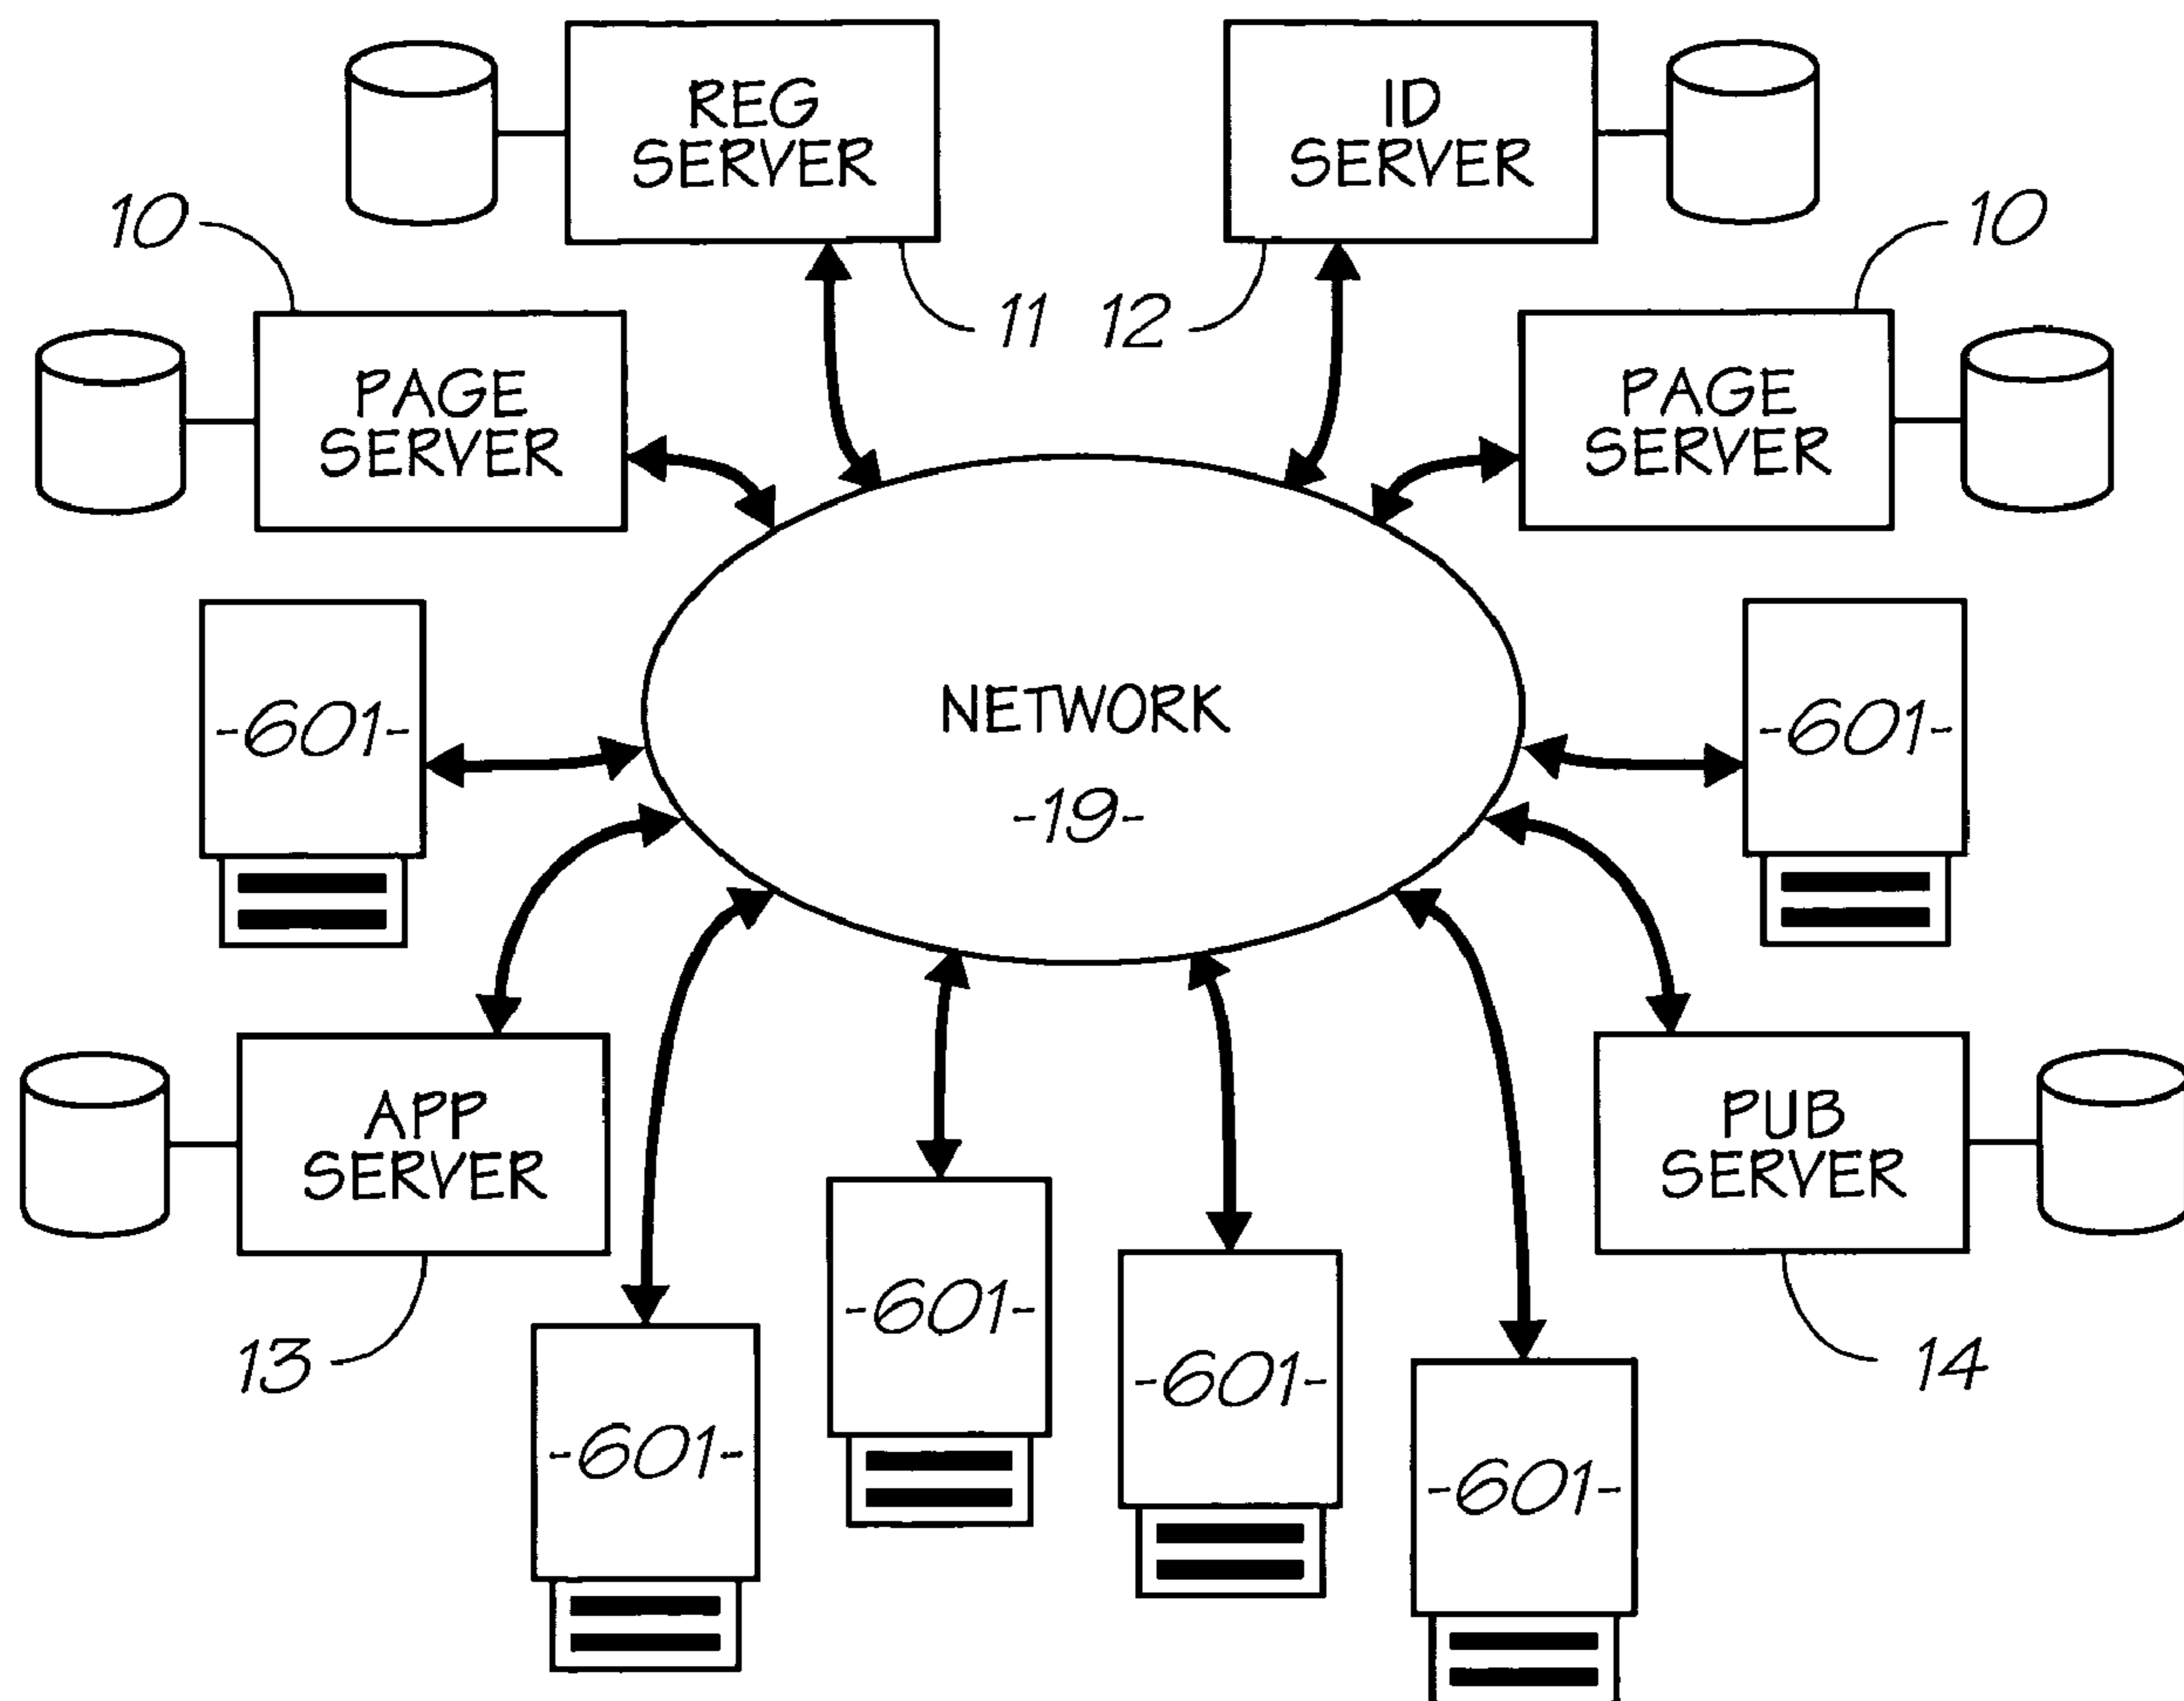 REG
SERVER
ID
SERVER
10
10
11
12
PAGE
SERVER
PAGE
SERVER
-601-
NETWORK
-19-
-601-
APP
SERVER
PUB
SERVER
13
-601-
-601-
-601-
-601-
14